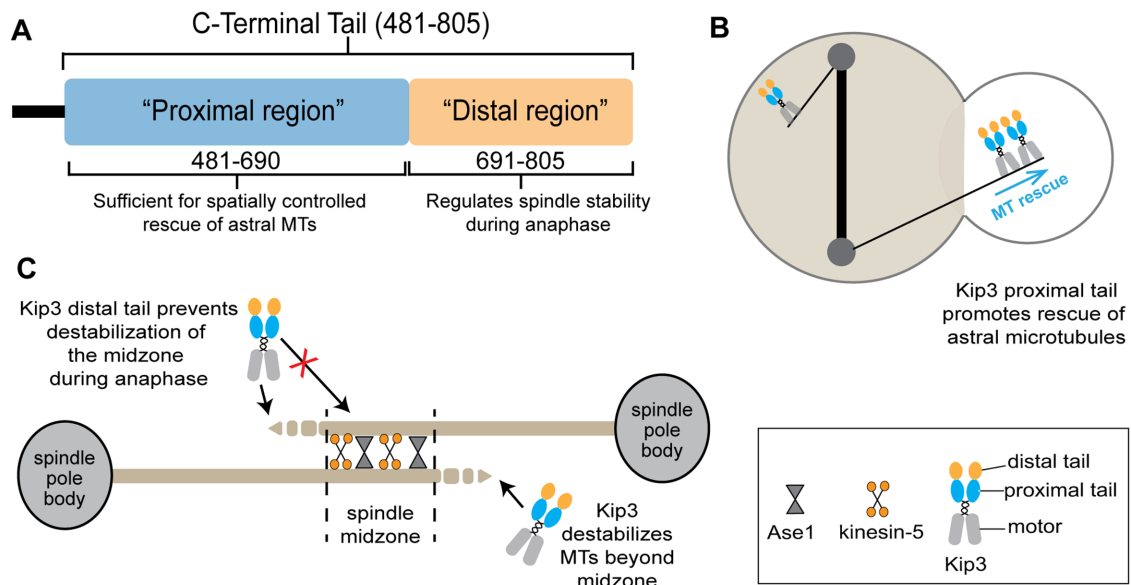 A
C-Terminal Tail (481-805)
“Proximal region”
“Distal region”
481-690
691-805
Sufficient for spatially controlled
rescue of astral MTs
Regulates spindle stability
during anaphase
B
MT rescue
Kip3 proximal tail
promotes rescue of
astral microtubules
C
Kip3 distal tail prevents
destabilization of
the midzone
during anaphase
spindle
pole
body
spindle
pole
body
spindle
midzone
Kip3
destabilizes
MTs beyond
midzone
Ase1
kinesin-5
distal tail
proximal tail
motor
Kip3